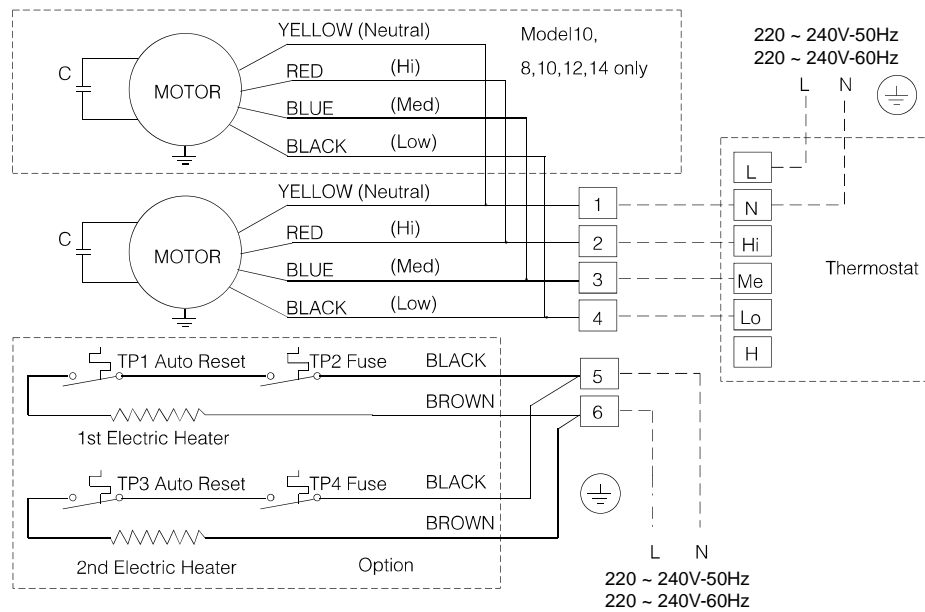 YELLOW (Neutral)
Model10,
8,10,12,14 only
C
MOTOR
RED (Hi)
BLUE (Med)
BLACK (Low)
220 ~ 240V-50Hz
220 ~ 240V-60Hz
L N
YELLOW (Neutral)
C
MOTOR
RED (Hi)
BLUE (Med)
BLACK (Low)
1
2
3
4
L
N
Hi
Me
Lo
H
Thermostat
TP1 Auto Reset TP2 Fuse BLACK
5
BROWN
6
1st Electric Heater
TP3 Auto Reset TP4 Fuse BLACK
BROWN
2nd Electric Heater Option
L N
220 ~ 240V-50Hz
220 ~ 240V-60Hz